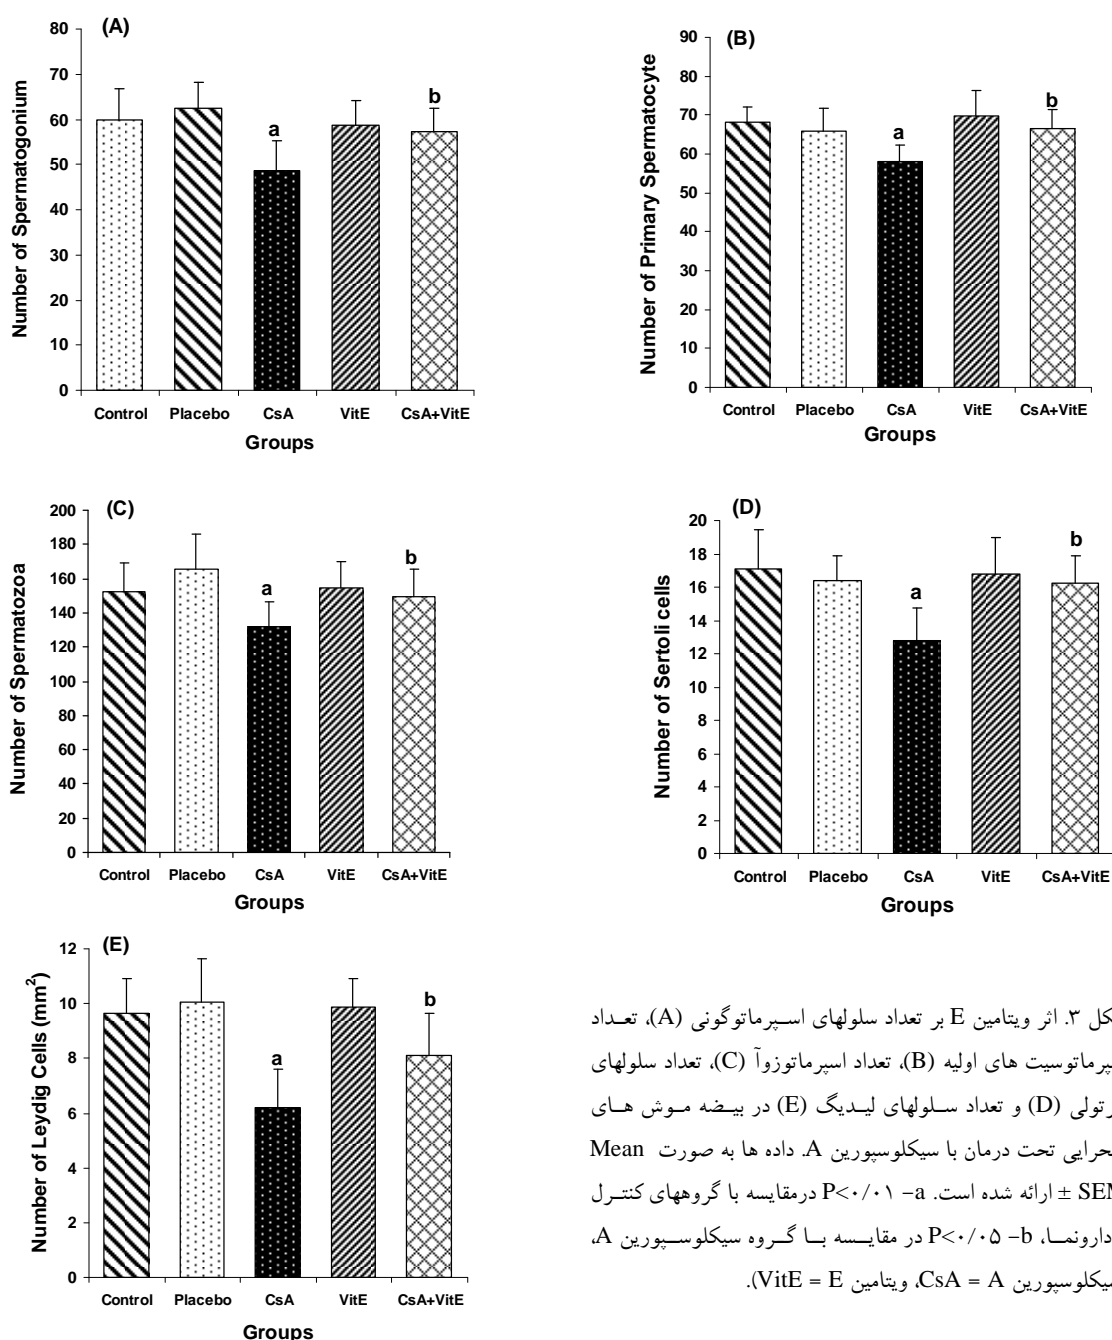 (A)
80
70
60
50
40
30
20
10
0
Number of Spermatogonium
a
b
Control Placebo CsA VitE CsA+VitE
Groups
(B)
90
80
70
60
50
40
30
20
10
0
Number of Primary Spermatocyte
a
b
Control Placebo CsA VitE CsA+VitE
Groups
(C)
200
180
160
140
120
100
80
60
40
20
0
Number of Spermatozoa
a
b
Control Placebo CsA VitE CsA+VitE
Groups
(D)
20
18
16
14
12
10
8
6
4
2
0
Number of Sertoli cells
a
b
Control Placebo CsA VitE CsA+VitE
Groups
(E)
12
10
8
6
4
2
0
Number of Leydig Cells (mm²)
a
b
Control Placebo CsA VitE CsA+VitE
Groups
کل ۳. اثر ویتامین E بر تعداد سلولهای اسپرماتوگونی (A)، تعداد
پرماتوسیت های اولیه (B)، تعداد اسپرماتوزوآ (C)، تعداد سلولهای
رتولی (D) و تعداد سلولهای لیدیگ (E) در بیضه موش های
حرایی تحت درمان با سیکلوسپورین A. داده ها به صورت Mean
± SEM ارائه شده است. a- P<۰/۰۱ درمقایسه با گروههای کنترل
دارونما، b- P<۰/۰۵ در مقایسه با گروه سیکلوسپورین A،
یکلوسپورین CsA = A، ویتامین VitE = E).